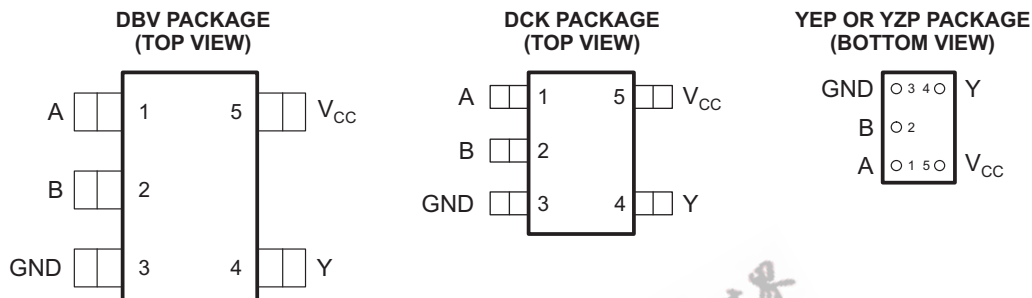 DBV PACKAGE
(TOP VIEW)
A 1 5 VCC
B 2
GND 3 4 Y
DCK PACKAGE
(TOP VIEW)
A 1 5 VCC
B 2
GND 3 4 Y
YEP OR YZP PACKAGE
(BOTTOM VIEW)
GND 3 4 Y
B 2
A 1 5 VCC